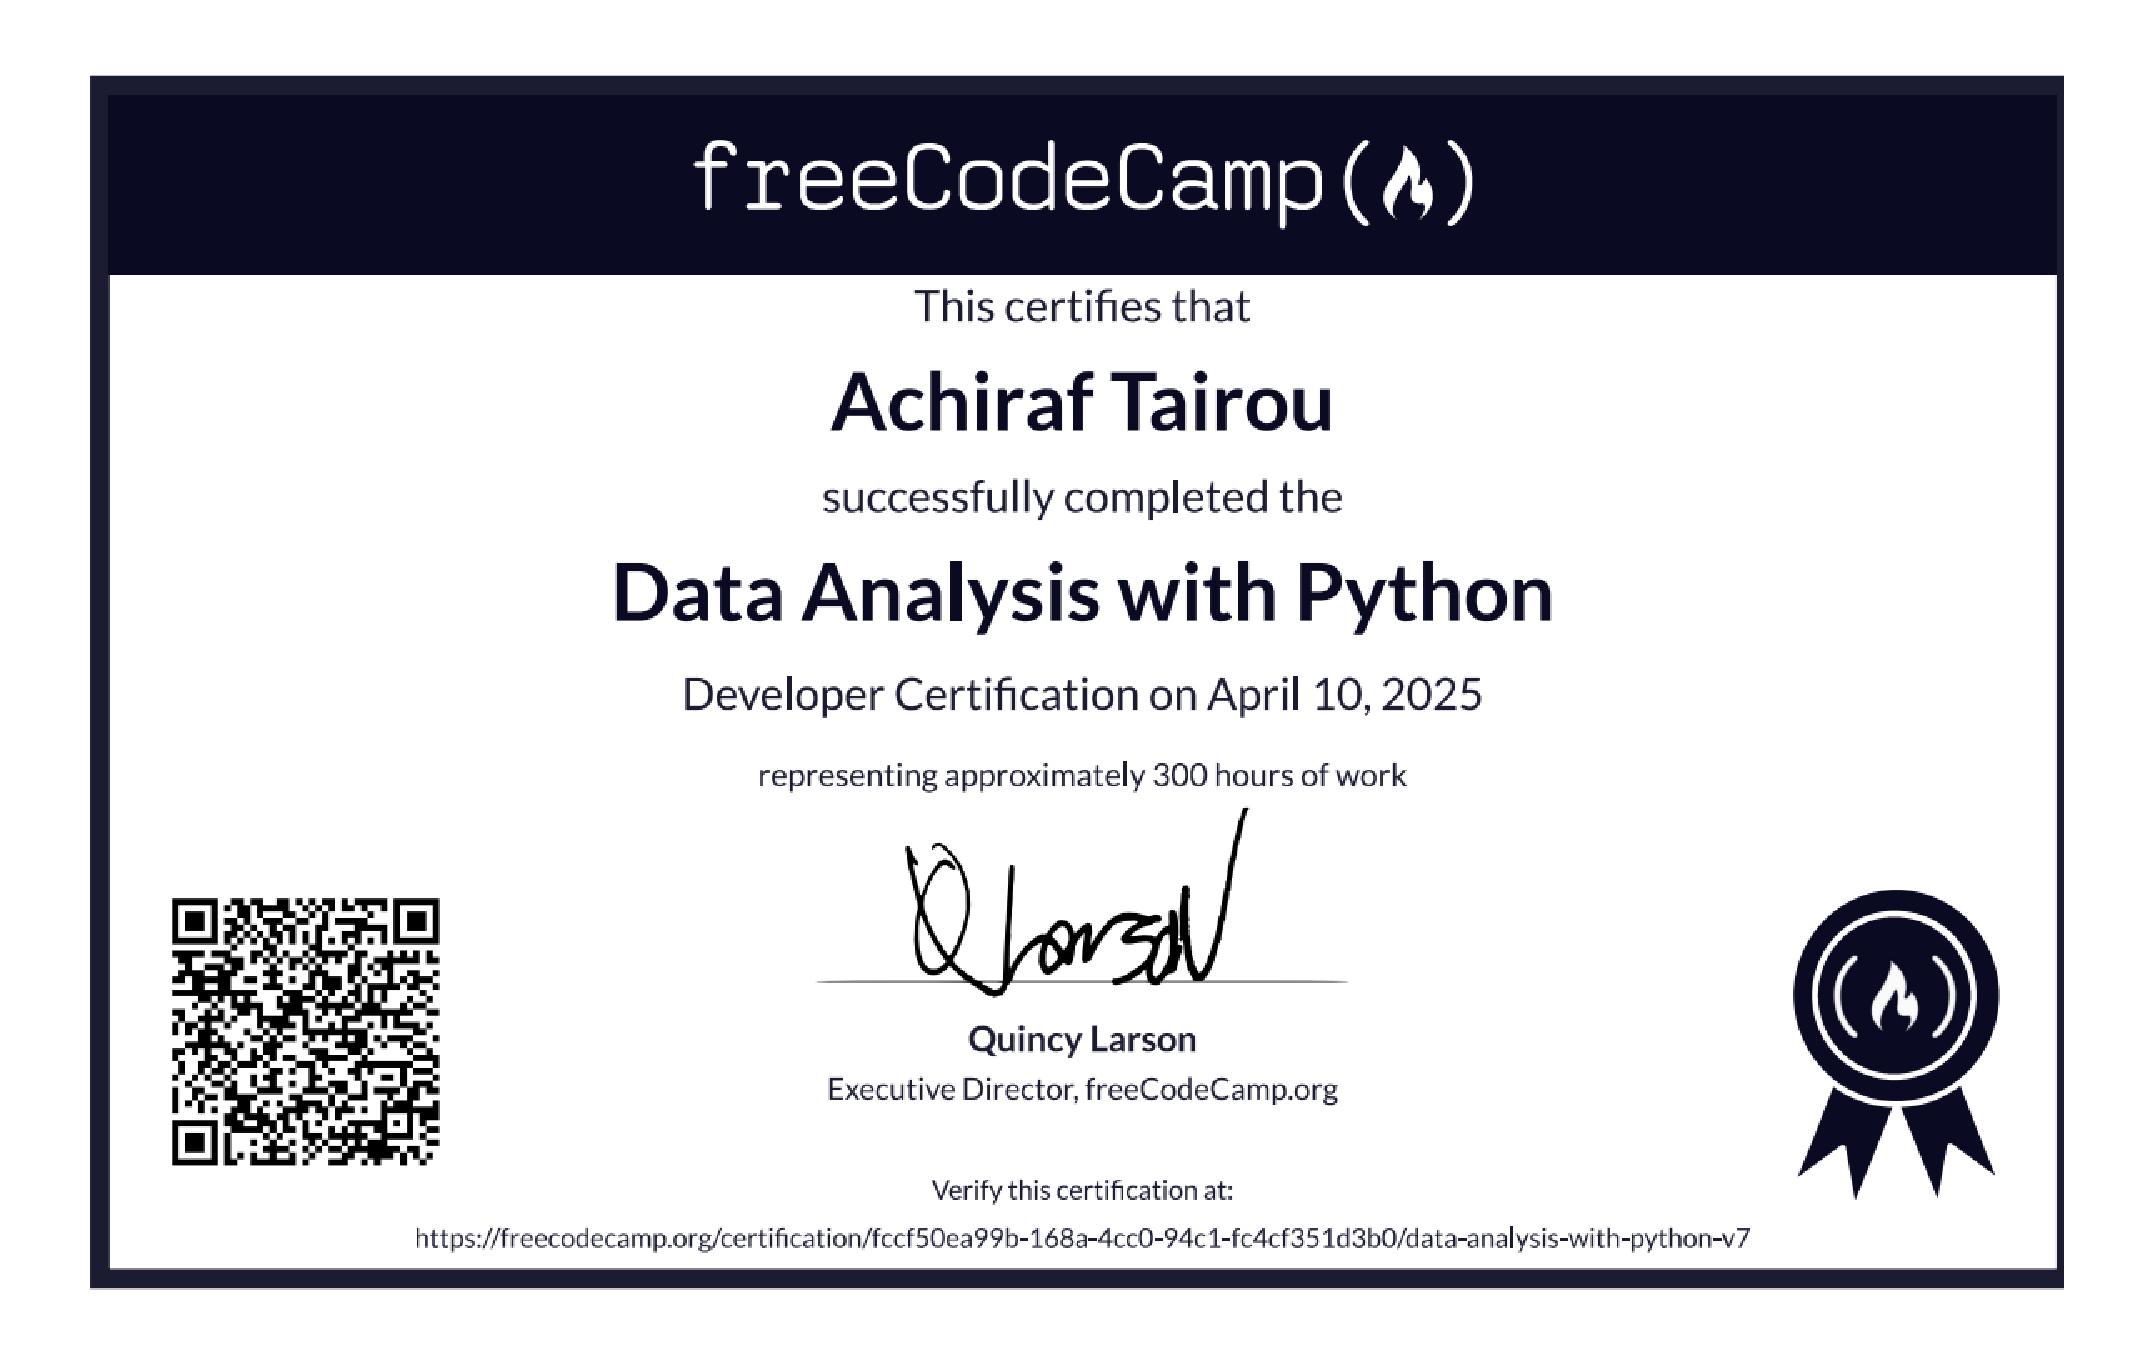 freeCodeCamp
This certifies that
Achiraf Tairou
successfully completed the
Data Analysis with Python
Developer Certification on April 10, 2025
representing approximately 300 hours of work
Q Larson
Quincy Larson
Executive Director, freeCodeCamp.org
Verify this certification at:
https://freecodecamp.org/certification/fccf50ea99b-168a-4cc0-94c1-fc4cf351d3b0/data-analysis-with-python-v7